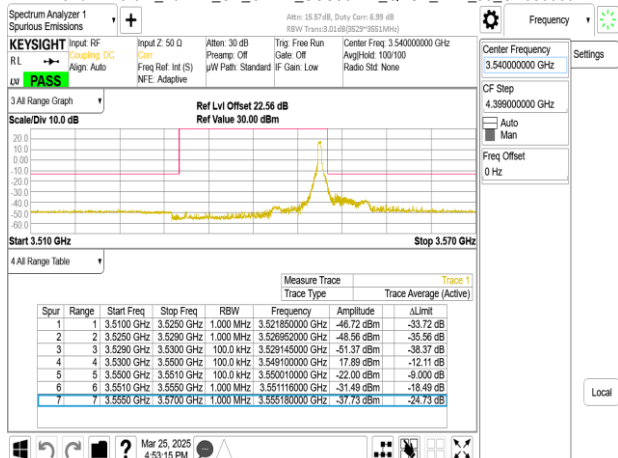 Spectrum Analyzer 1
Spurious Emissions
Attn: 15.57dB, Duty Corr: 6.99 dB
RBW Trans:3.01dB(3529~3551MHz)
Frequency
KEYSIGHT
RL
LXI
PASS
Input: RF
Coupling: DC
Align: Auto
Input Z: 50 Ω
Corr
Freq Ref: Int (S)
NFE: Adaptive
Atten: 30 dB
Preamp: Off
µW Path: Standard
Trig: Free Run
Gate: Off
IF Gain: Low
Center Freq: 3.540000000 GHz
Avg|Hold: 100/100
Radio Std: None
Center Frequency
3.540000000 GHz
Settings
CF Step
4.399000000 GHz
Auto
Man
Freq Offset
0 Hz
Local
3 All Range Graph
Scale/Div 10.0 dB
Ref Lvl Offset 22.56 dB
Ref Value 30.00 dBm
20.0
10.0
0.00
-10.0
-20.0
-30.0
-40.0
-50.0
-60.0
Start 3.510 GHz
Stop 3.570 GHz
4 All Range Table
Measure Trace Trace 1
Trace Type Trace Average (Active)
Spur Range Start Freq Stop Freq RBW Frequency Amplitude ΔLimit
1 1 3.5100 GHz 3.5250 GHz 1.000 MHz 3.521850000 GHz -46.72 dBm -33.72 dB
2 2 3.5250 GHz 3.5290 GHz 1.000 MHz 3.526952000 GHz -48.56 dBm -35.56 dB
3 3 3.5290 GHz 3.5300 GHz 100.0 kHz 3.529145000 GHz -51.37 dBm -38.37 dB
4 4 3.5300 GHz 3.5500 GHz 100.0 kHz 3.549100000 GHz 17.89 dBm -12.11 dB
5 5 3.5500 GHz 3.5510 GHz 100.0 kHz 3.550010000 GHz -22.00 dBm -9.000 dB
6 6 3.5510 GHz 3.5550 GHz 1.000 MHz 3.551116000 GHz -31.49 dBm -18.49 dB
7 7 3.5550 GHz 3.5700 GHz 1.000 MHz 3.555180000 GHz -37.73 dBm -24.73 dB
Mar 25, 2025
4:53:15 PM